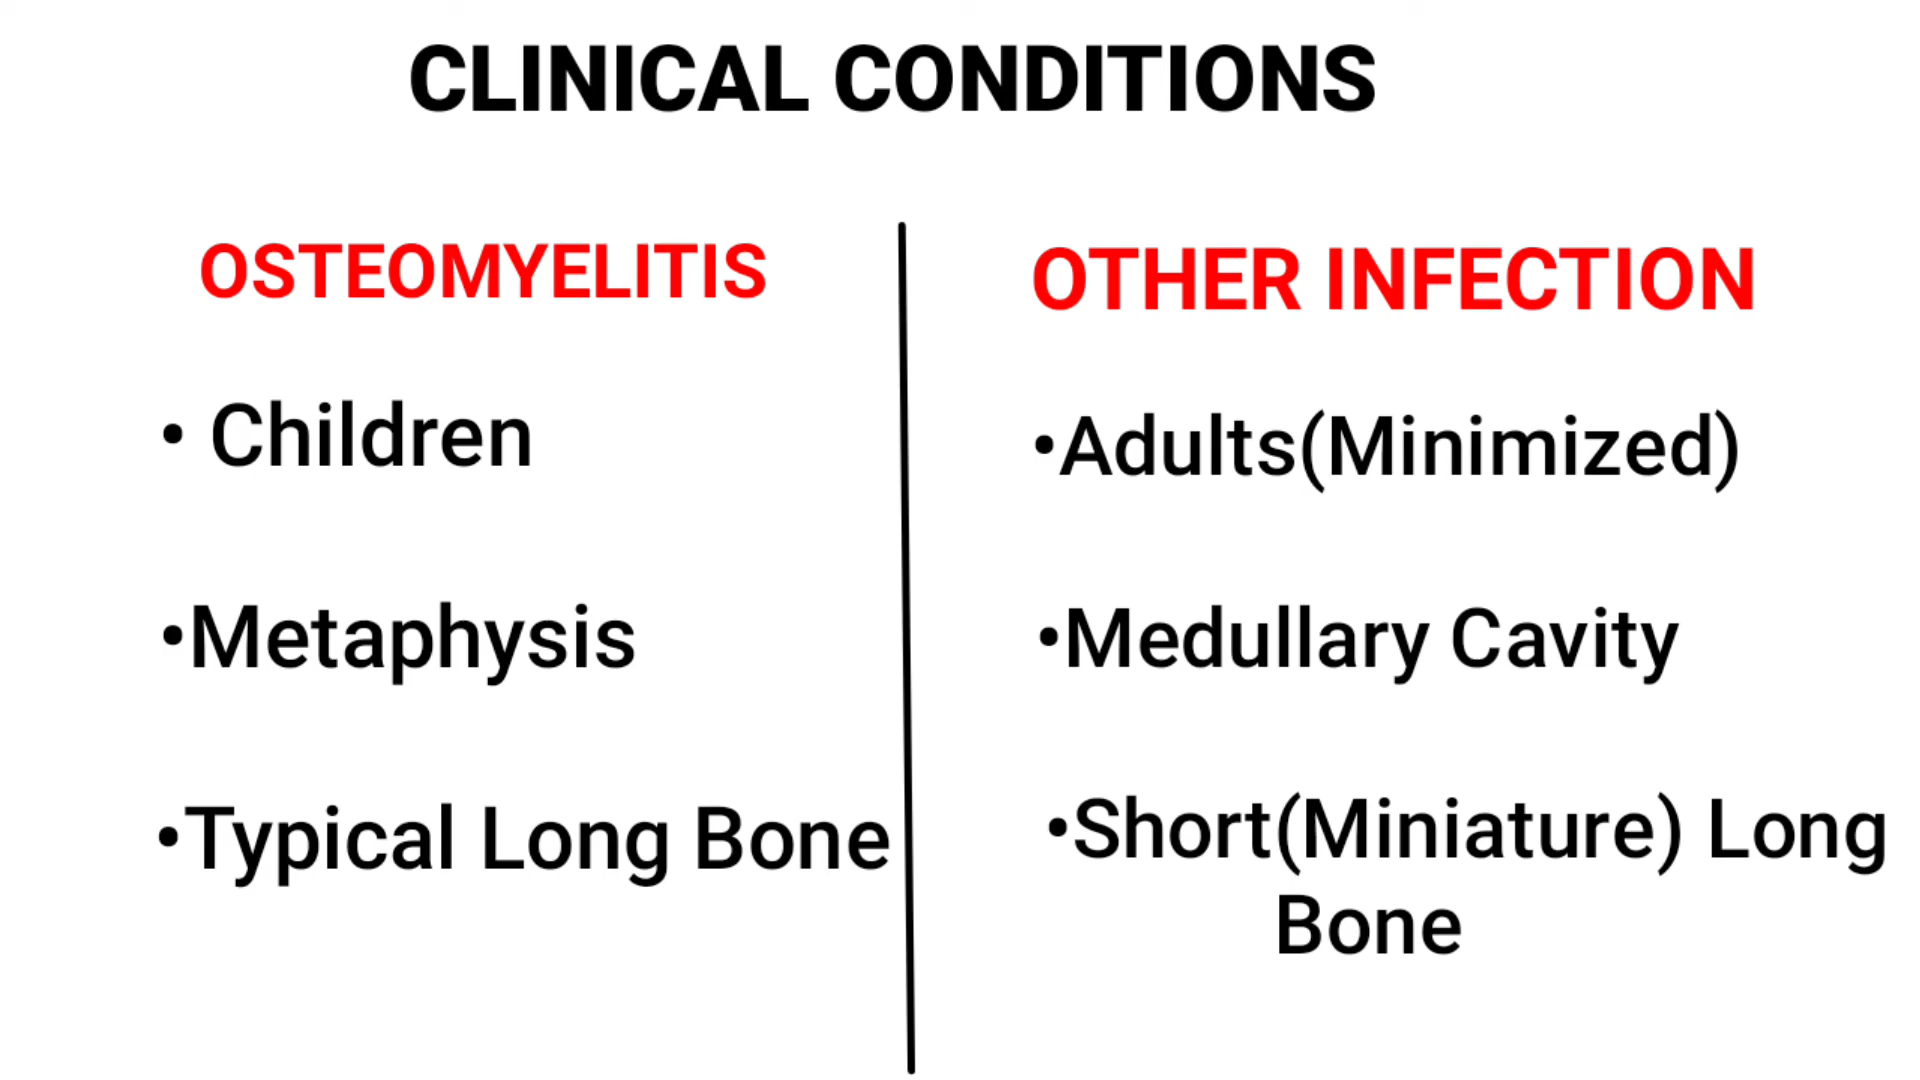 CLINICAL CONDITIONS
OSTEOMYELITIS
• Children
•Metaphysis
•Typical Long Bone
OTHER INFECTION
•Adults(Minimized)
•Medullary Cavity
•Short(Miniature) Long
Bone